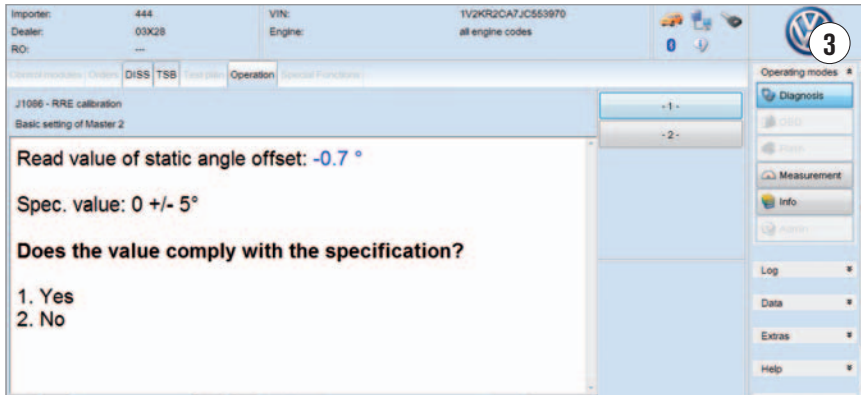 Importer: 444 VIN: 1V2KR2CA7JC553970
Dealer: 03X28 Engine: all engine codes
RO: ---
3
Control modules Orders DISS TSB Test plan Operation Special Functions
Operating modes
J1086 - RRE calibration
Basic setting of Master 2
- 1 -
- 2 -
Diagnosis
OBD
Flash
Measurement
Info
Admin
Read value of static angle offset: -0.7 °
Spec. value: 0 +/- 5°
Does the value comply with the specification?
1. Yes
2. No
Log
Data
Extras
Help